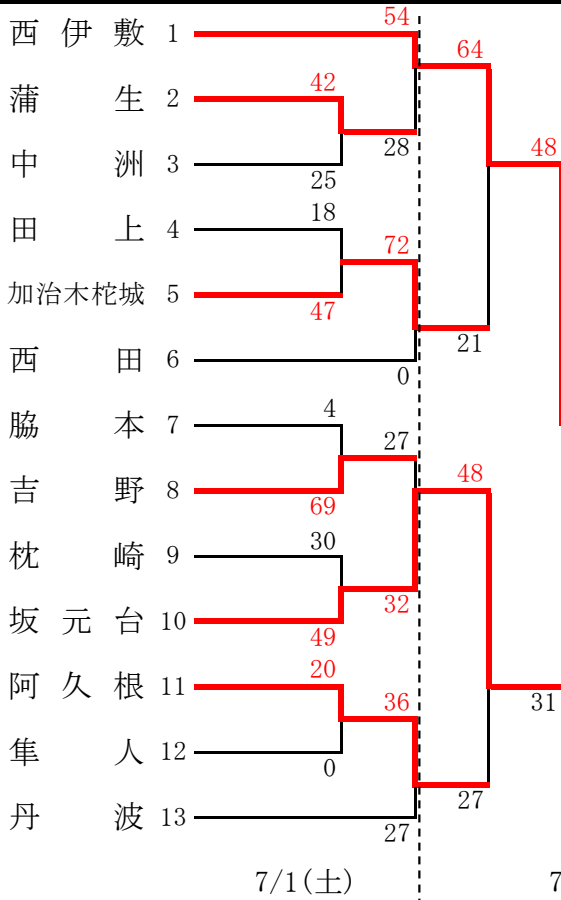 54
西伊敷 1
64
42
蒲生 2
48
28
中洲 3
25
18
田上 4
72
加治木柁城 5
47
21
西田 6
0
4
脇本 7
27
48
吉野 8
69
30
枕崎 9
32
坂元台 10
49
20
阿久根 11
36
31
隼人 12
0
27
丹波 13
27
7/1(土)
7